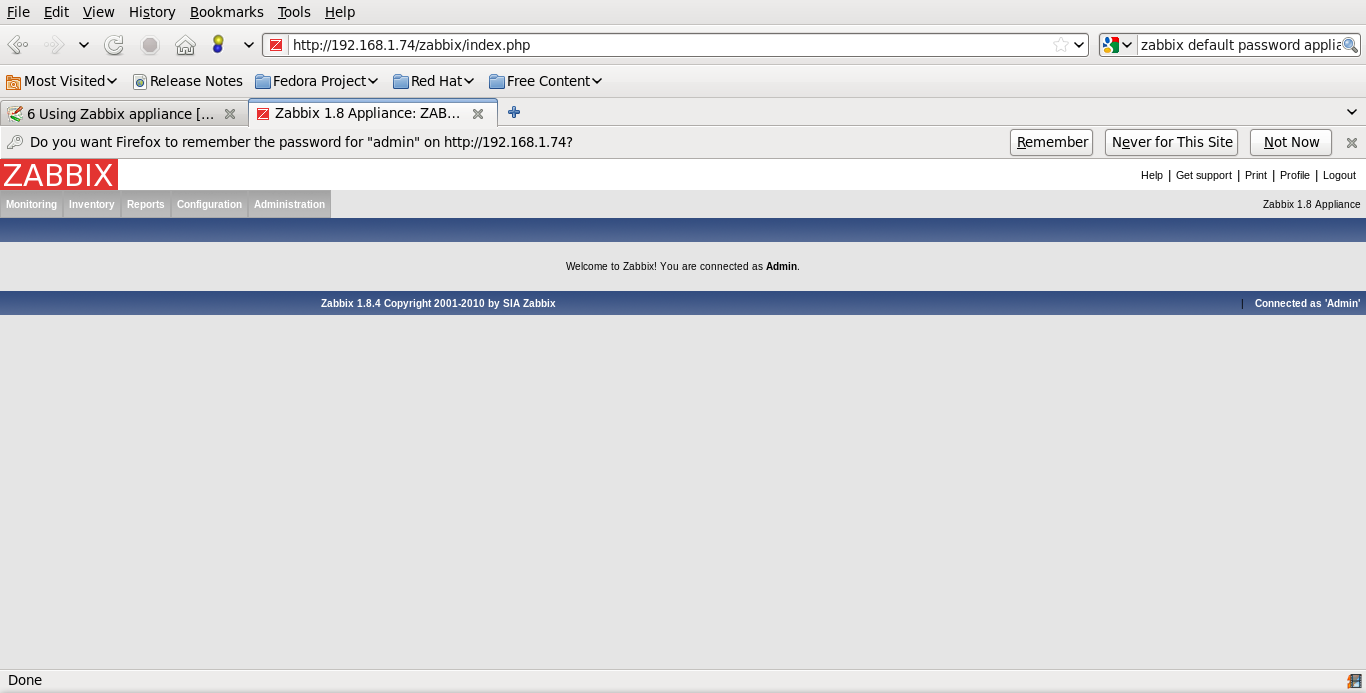 File Edit View History Bookmarks Tools Help
http://192.168.1.74/zabbix/index.php
zabbix default password applia
Most Visited Release Notes Fedora Project Red Hat Free Content
6 Using Zabbix appliance [... Zabbix 1.8 Appliance: ZAB...
Do you want Firefox to remember the password for "admin" on http://192.168.1.74? Remember Never for This Site Not Now
ZABBIX
Help | Get support | Print | Profile | Logout
Monitoring Inventory Reports Configuration Administration Zabbix 1.8 Appliance
Welcome to Zabbix! You are connected as Admin.
Zabbix 1.8.4 Copyright 2001-2010 by SIA Zabbix | Connected as 'Admin'
Done